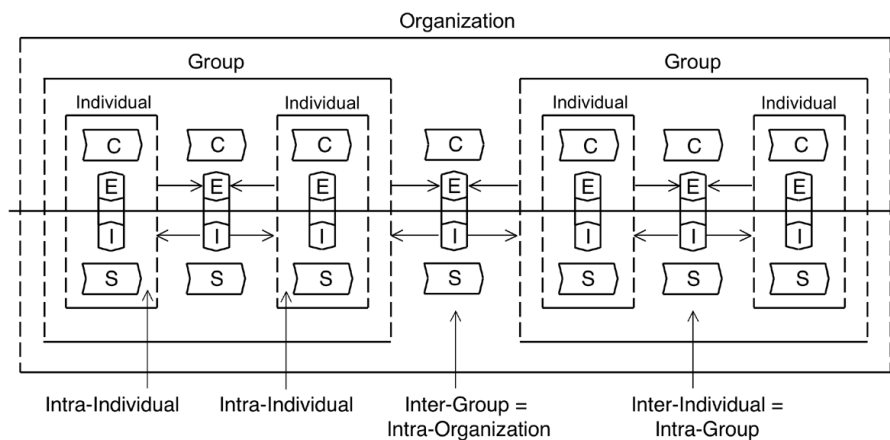 Organization
Group Group
Individual Individual Individual Individual
C C C C C C C
E E E E E E E
I I I I I I I
S S S S S S S
Intra-Individual Intra-Individual Inter-Group = Inter-Individual =
Intra-Organization Intra-Group